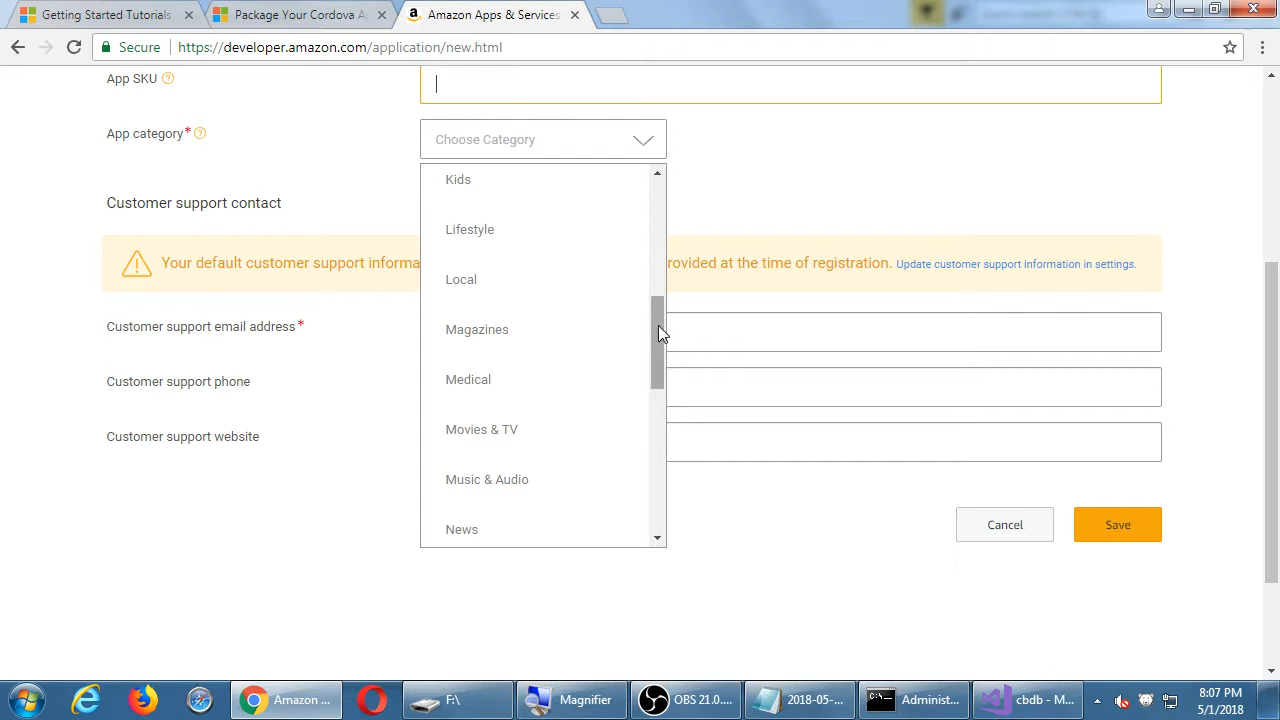 Getting Started Tutorials
Package Your Cordova A
Amazon Apps & Services
Secure
https://developer.amazon.com/application/new.html
App SKU
App category*
Choose Category
Kids
Customer support contact
Lifestyle
Your default customer support informa
rovided at the time of registration. Update customer support information in settings.
Local
Customer support email address*
Magazines
Customer support phone
Medical
Customer support website
Movies & TV
Music & Audio
News
Cancel
Save
Amazon ...
F:\
Magnifier
OBS 21.0....
2018-05-...
Administ...
cbdb - M...
8:07 PM
5/1/2018